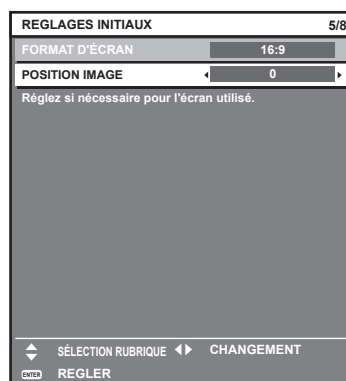 REGLAGES INITIAUX 5/8
FORMAT D'ÉCRAN 16:9
POSITION IMAGE 0
Réglez si nécessaire pour l'écran utilisé.
SÉLECTION RUBRIQUE CHANGEMENT
ENTER REGLER